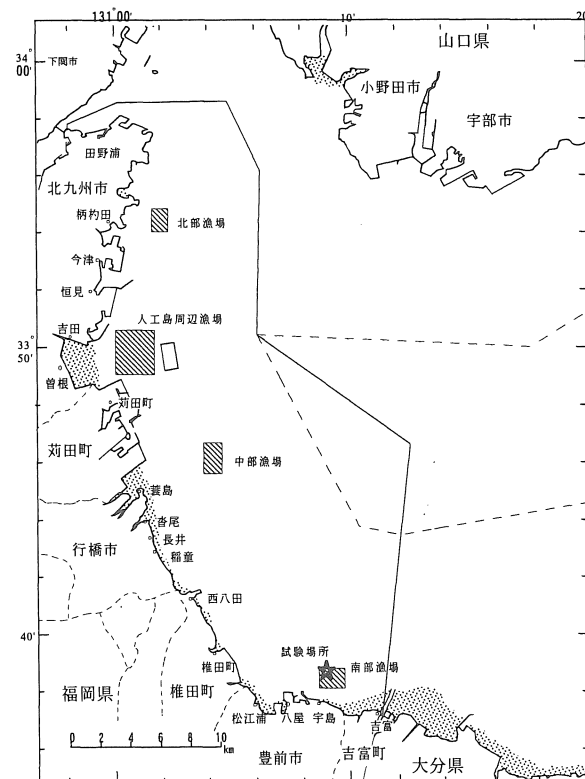 131° 00′
10′
20
34°
00′
下関市
山口県
小野田市
宇部市
田野浦
北九州市
柄杓田
北部漁場
今津
恒見
人工島周辺漁場
吉田
33°
50′
曽根
苅田町
苅田町
中部漁場
蓑島
行橋市
沓尾
長井
稲童
西八田
40′
試験場所
椎田町
南部漁場
福岡県
椎田町
松江浦
八屋
宇島
吉富
0 2 4 6 8 10
km
豊前市
吉富町
大分県